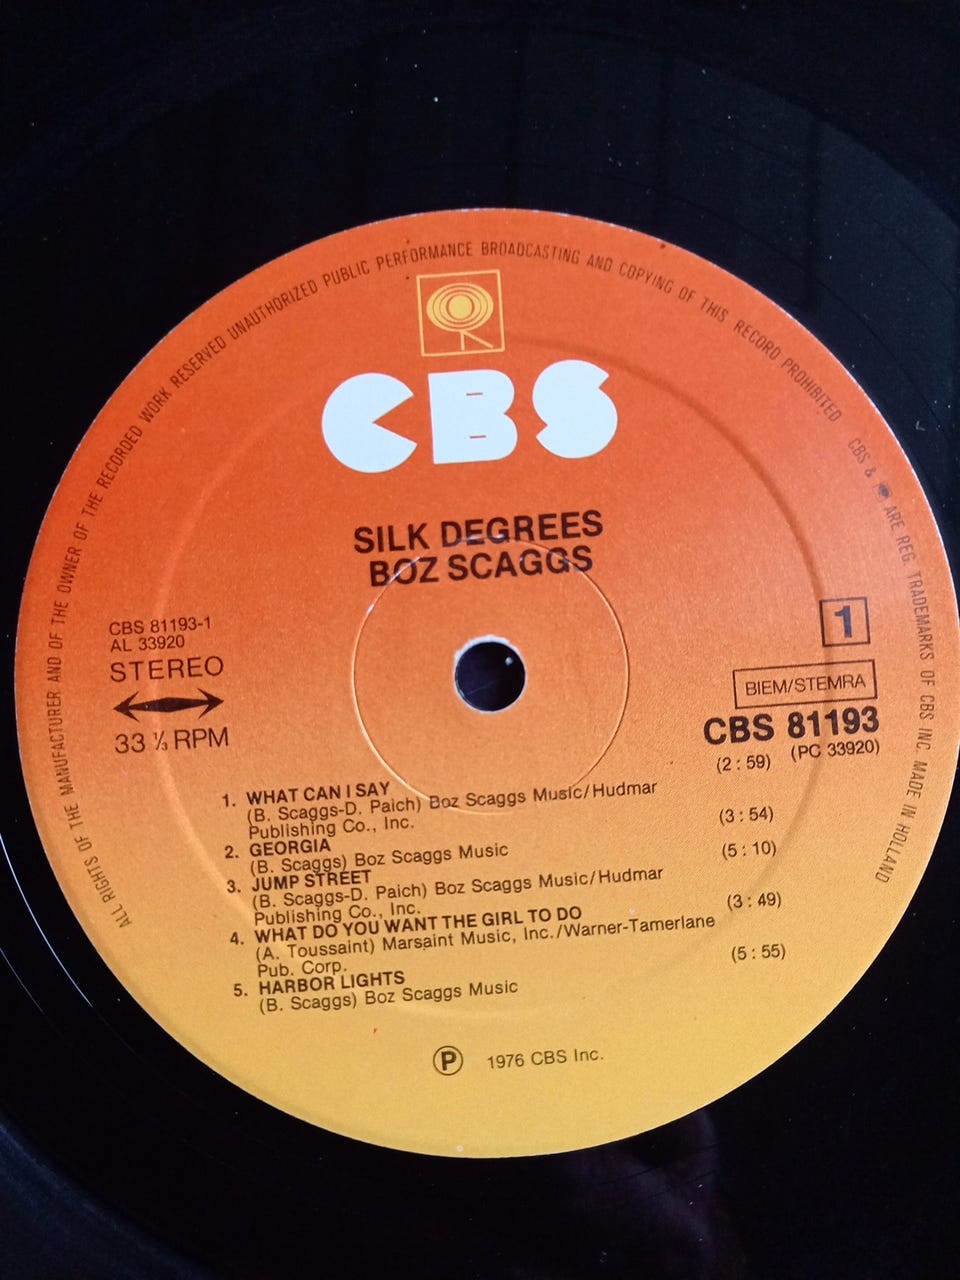 ALL RIGHTS OF THE MANUFACTURER AND OF THE OWNER OF THE RECORDED WORK RESERVED UNAUTHORIZED PUBLIC PERFORMANCE BROADCASTING AND COPYING OF THIS RECORD PROHIBITED CBS & ARE REG. TRADEMARKS OF CBS INC. MADE IN HOLLAND
CBS
SILK DEGREES
BOZ SCAGGS
CBS 81193-1
AL 33920
STEREO
33 ⅓ RPM
1
BIEM/STEMRA
CBS 81193
(PC 33920)
1. WHAT CAN I SAY (2:59)
(B. Scaggs-D. Paich) Boz Scaggs Music/Hudmar
Publishing Co., Inc.
2. GEORGIA (3:54)
(B. Scaggs) Boz Scaggs Music
3. JUMP STREET (5:10)
(B. Scaggs-D. Paich) Boz Scaggs Music/Hudmar
Publishing Co., Inc.
4. WHAT DO YOU WANT THE GIRL TO DO (3:49)
(A. Toussaint) Marsaint Music, Inc./Warner-Tamerlane
Pub. Corp.
5. HARBOR LIGHTS (5:55)
(B. Scaggs) Boz Scaggs Music
Ⓟ 1976 CBS Inc.